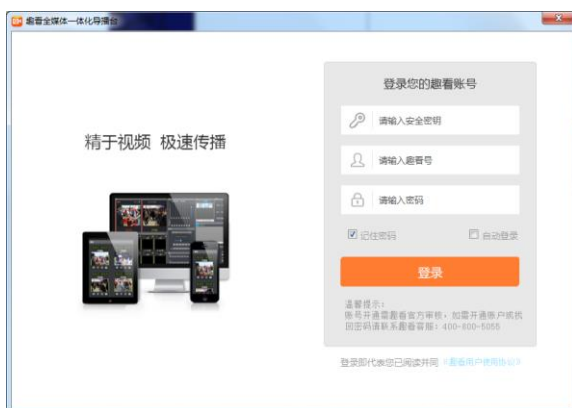 趣看全媒体一体化导播台
登录您的趣看账号
请输入安全密钥
精于视频 极速传播
请输入趣看号
请输入密码
记住密码
自动登录
登录
温馨提示：
账号开通需趣看官方审核，如需开通账户或找
回密码请联系趣看客服：400-600-5055
登录即代表您已阅读并同 《趣看用户使用协议》